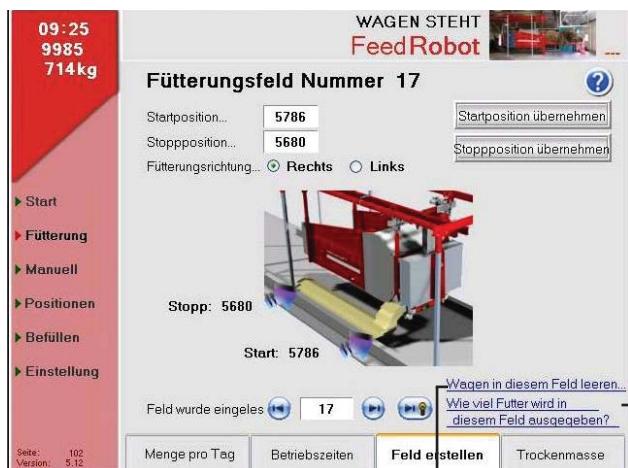 09:25
9985
714kg
WAGEN STEHT
FeedRobot
...
Fütterungsfeld Nummer 17
?
Startposition... 5786
Startposition übernehmen
Stoppposition... 5680
Stoppposition übernehmen
Fütterungsrichtung... Rechts Links
Start
Fütterung
Manuell
Positionen
Befüllen
Einstellung
Stopp: 5680
Start: 5786
Wagen in diesem Feld leeren...
Wie viel Futter wird in
diesem Feld ausgegeben?
Feld wurde eingeles 17
Menge pro Tag
Betriebszeiten
Feld erstellen
Trockenmasse
Seite: 102
Version: 5.12